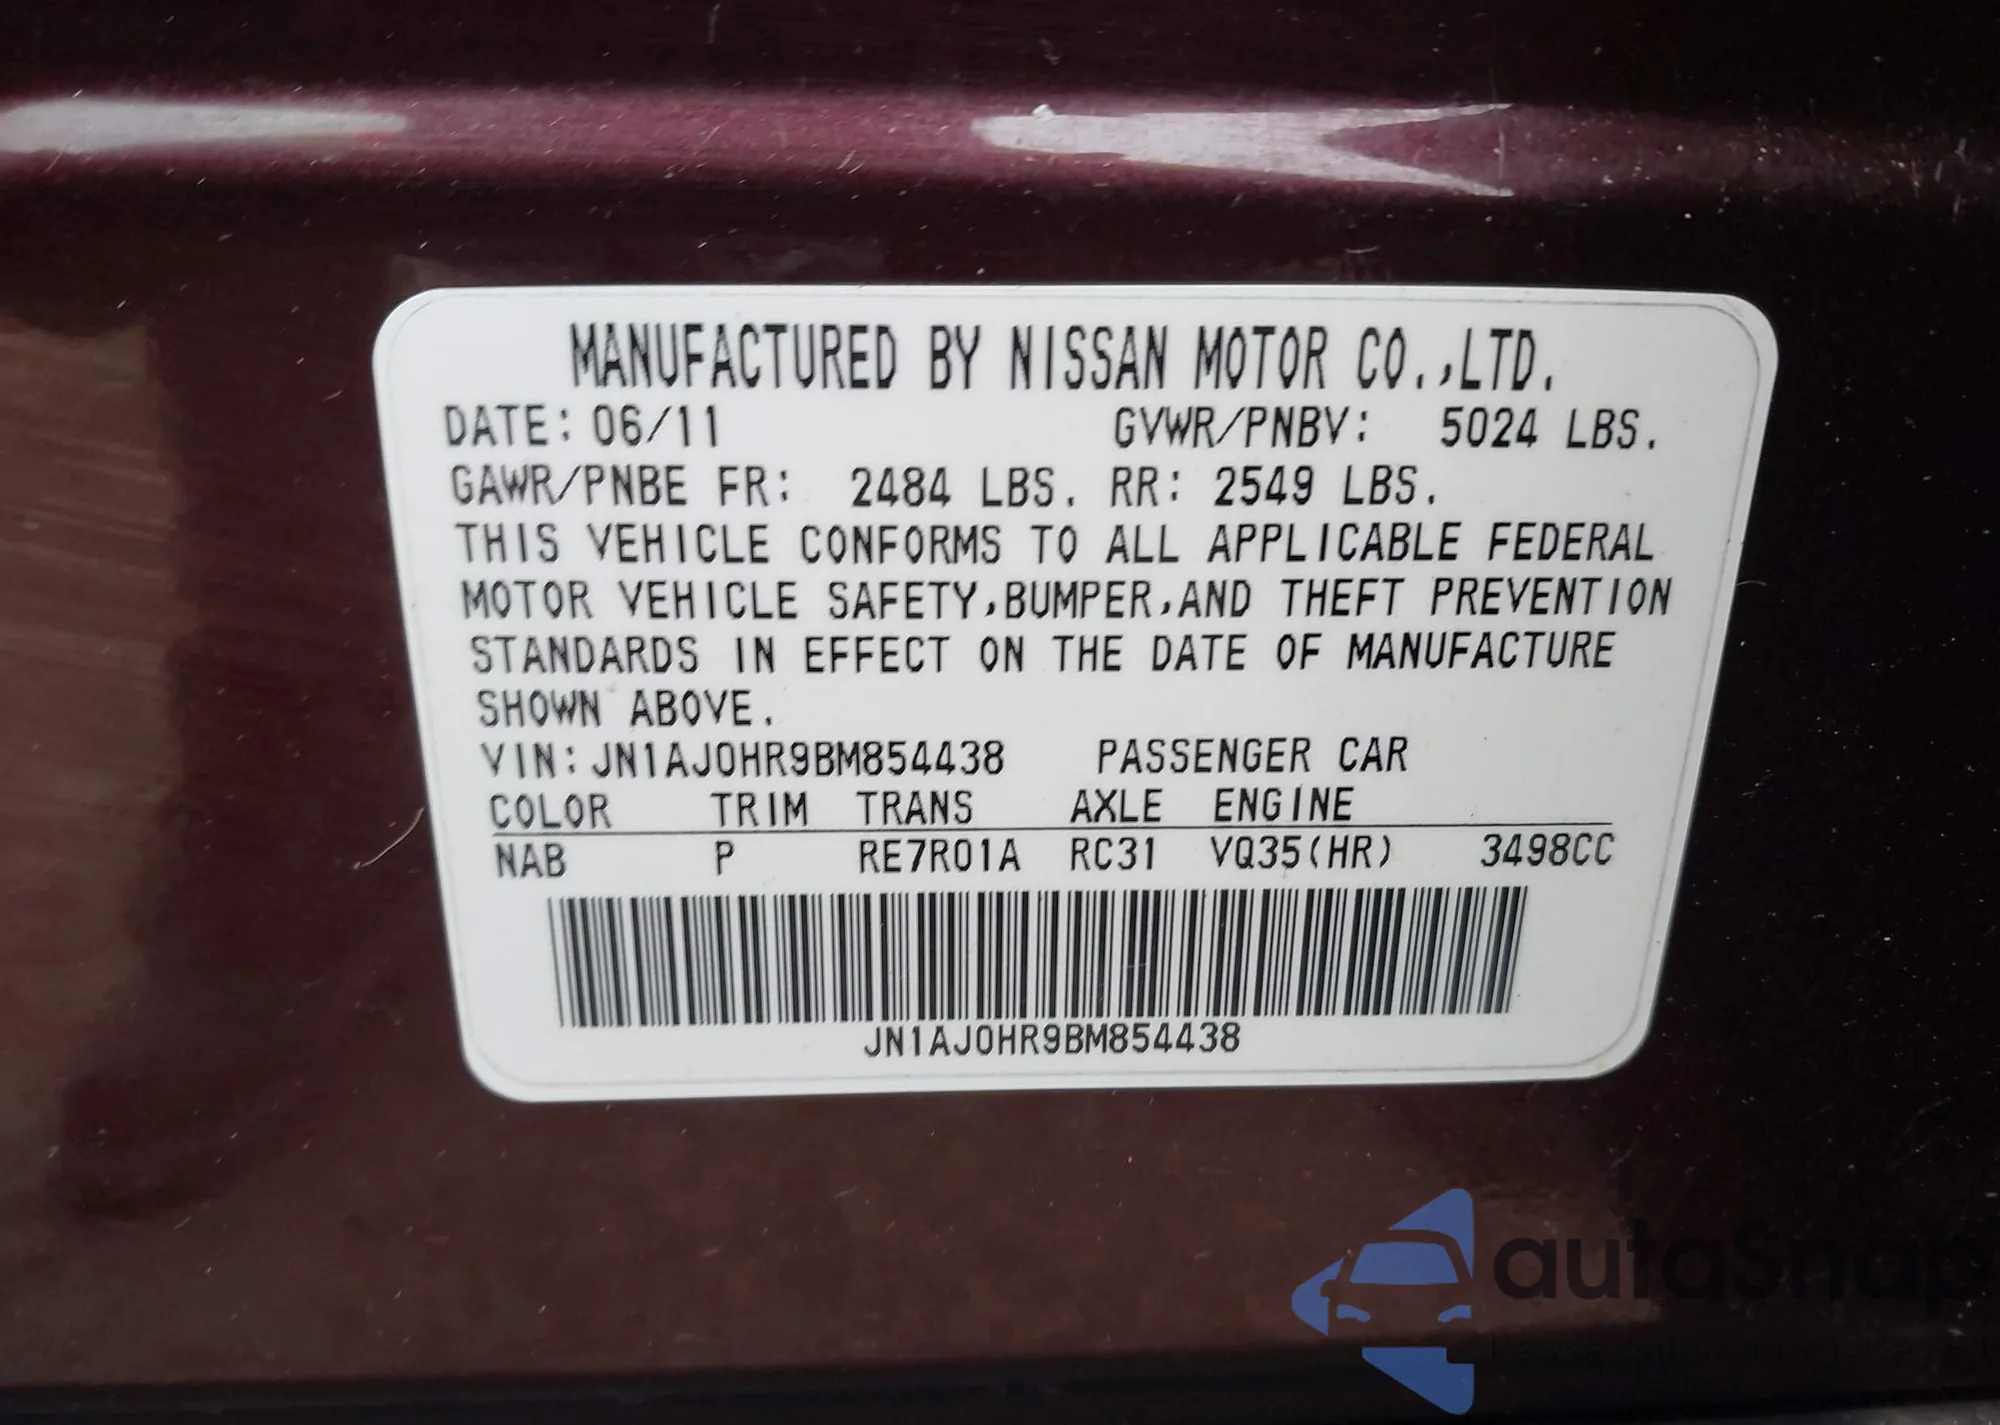 MANUFACTURED BY NISSAN MOTOR CO.,LTD.
DATE: 06/11 GVWR/PNBV: 5024 LBS.
GAWR/PNBE FR: 2484 LBS. RR: 2549 LBS.
THIS VEHICLE CONFORMS TO ALL APPLICABLE FEDERAL
MOTOR VEHICLE SAFETY,BUMPER,AND THEFT PREVENTION
STANDARDS IN EFFECT ON THE DATE OF MANUFACTURE
SHOWN ABOVE.
VIN:JN1AJ0HR9BM854438 PASSENGER CAR
COLOR TRIM TRANS AXLE ENGINE
NAB P RE7R01A RC31 VQ35(HR) 3498CC
JN1AJ0HR9BM854438
autaSnap